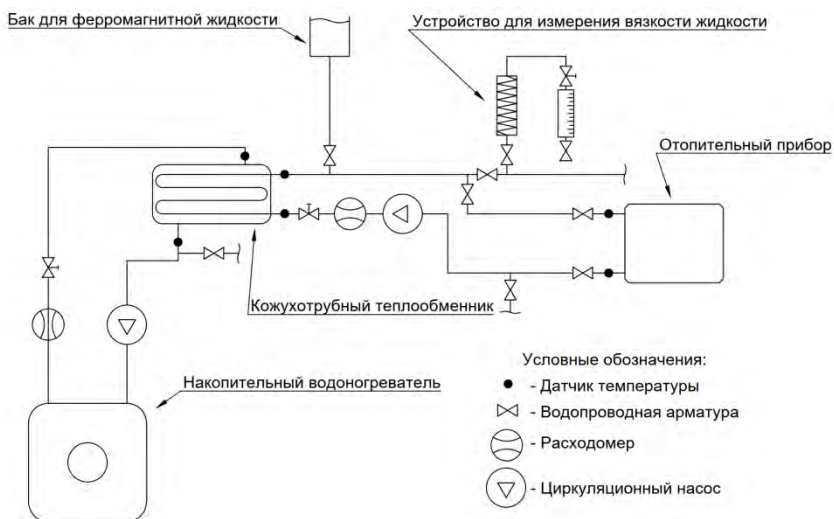 Бак для ферромагнитной жидкости
Устройство для измерения вязкости жидкости
Отопительный прибор
Кожухотрубный теплообменник
Накопительный водоногреватель
Условные обозначения:
- Датчик температуры
- Водопроводная арматура
- Расходомер
- Циркуляционный насос